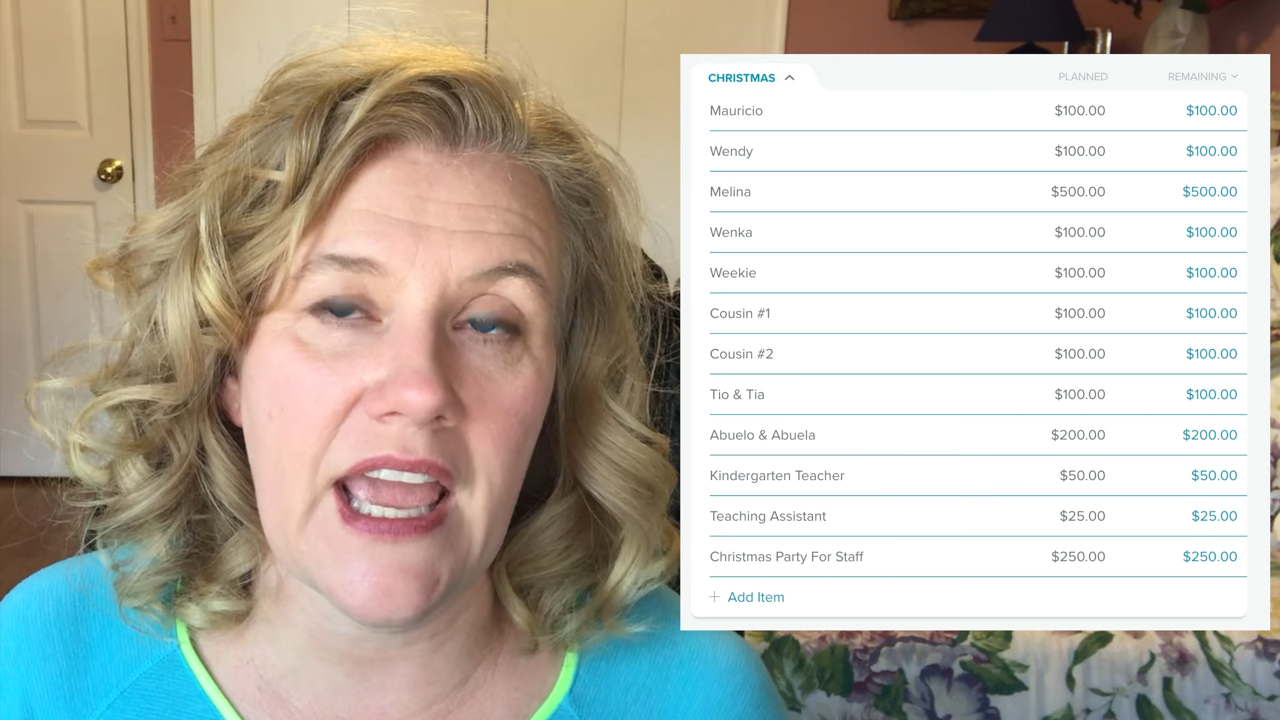 CHRISTMAS PLANNED REMAINING
Mauricio $100.00 $100.00
Wendy $100.00 $100.00
Melina $500.00 $500.00
Wenka $100.00 $100.00
Weekie $100.00 $100.00
Cousin #1 $100.00 $100.00
Cousin #2 $100.00 $100.00
Tio & Tia $100.00 $100.00
Abuelo & Abuela $200.00 $200.00
Kindergarten Teacher $50.00 $50.00
Teaching Assistant $25.00 $25.00
Christmas Party For Staff $250.00 $250.00
+ Add Item